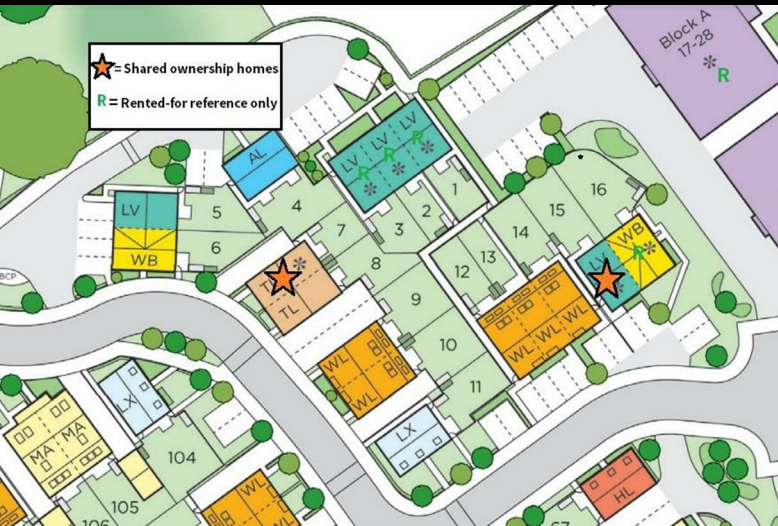 = Shared ownership homes
R = Rented-for reference only
Block A
17-28
R
AL
LV LV LV
R R R
LV
WB
5
6
4
7
3
2
1
8
9
10
11
12
13
14
15
16
WB
R
LV
TL
WL
WL
WL WL WL
LX
LX
MA MA
104
105
106
WL
WL
HL
67
BCP